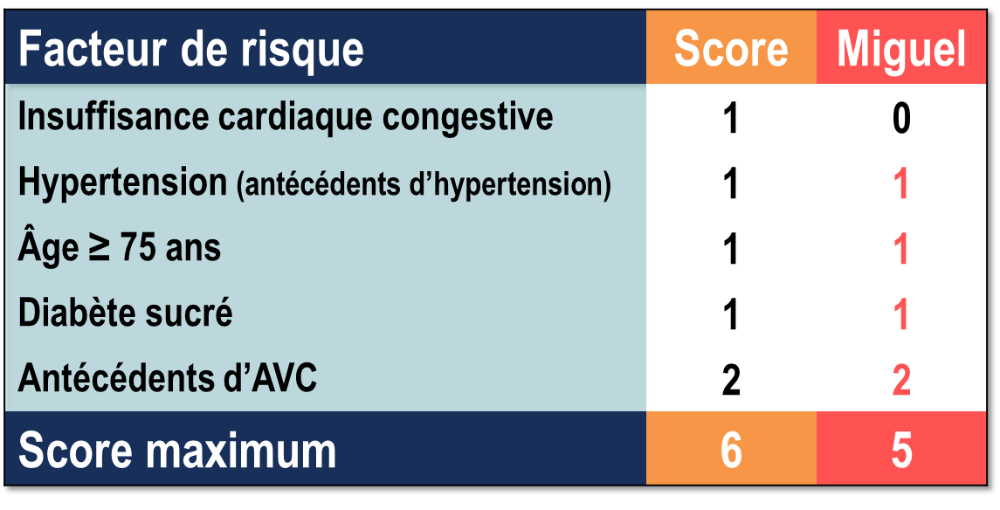 Facteur de risque Score Miguel
Insuffisance cardiaque congestive 1 0
Hypertension (antécédents d’hypertension) 1 1
Âge ≥ 75 ans 1 1
Diabète sucré 1 1
Antécédents d’AVC 2 2
Score maximum 6 5